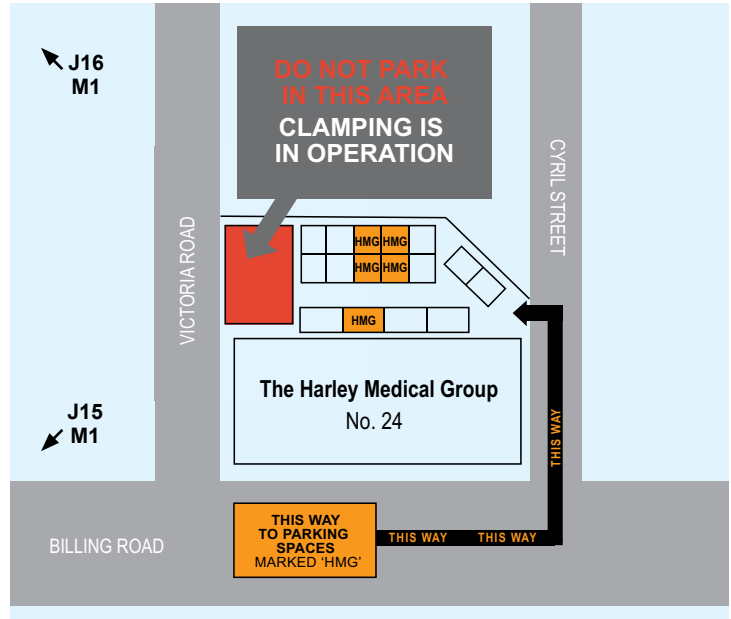 J16
M1
DO NOT PARK
IN THIS AREA
CLAMPING IS
IN OPERATION
CYRIL STREET
VICTORIA ROAD
HMG HMG
HMG HMG
HMG
The Harley Medical Group
No. 24
J15
M1
THIS WAY
THIS WAY
TO PARKING
SPACES
MARKED ‘HMG’
THIS WAY THIS WAY
BILLING ROAD